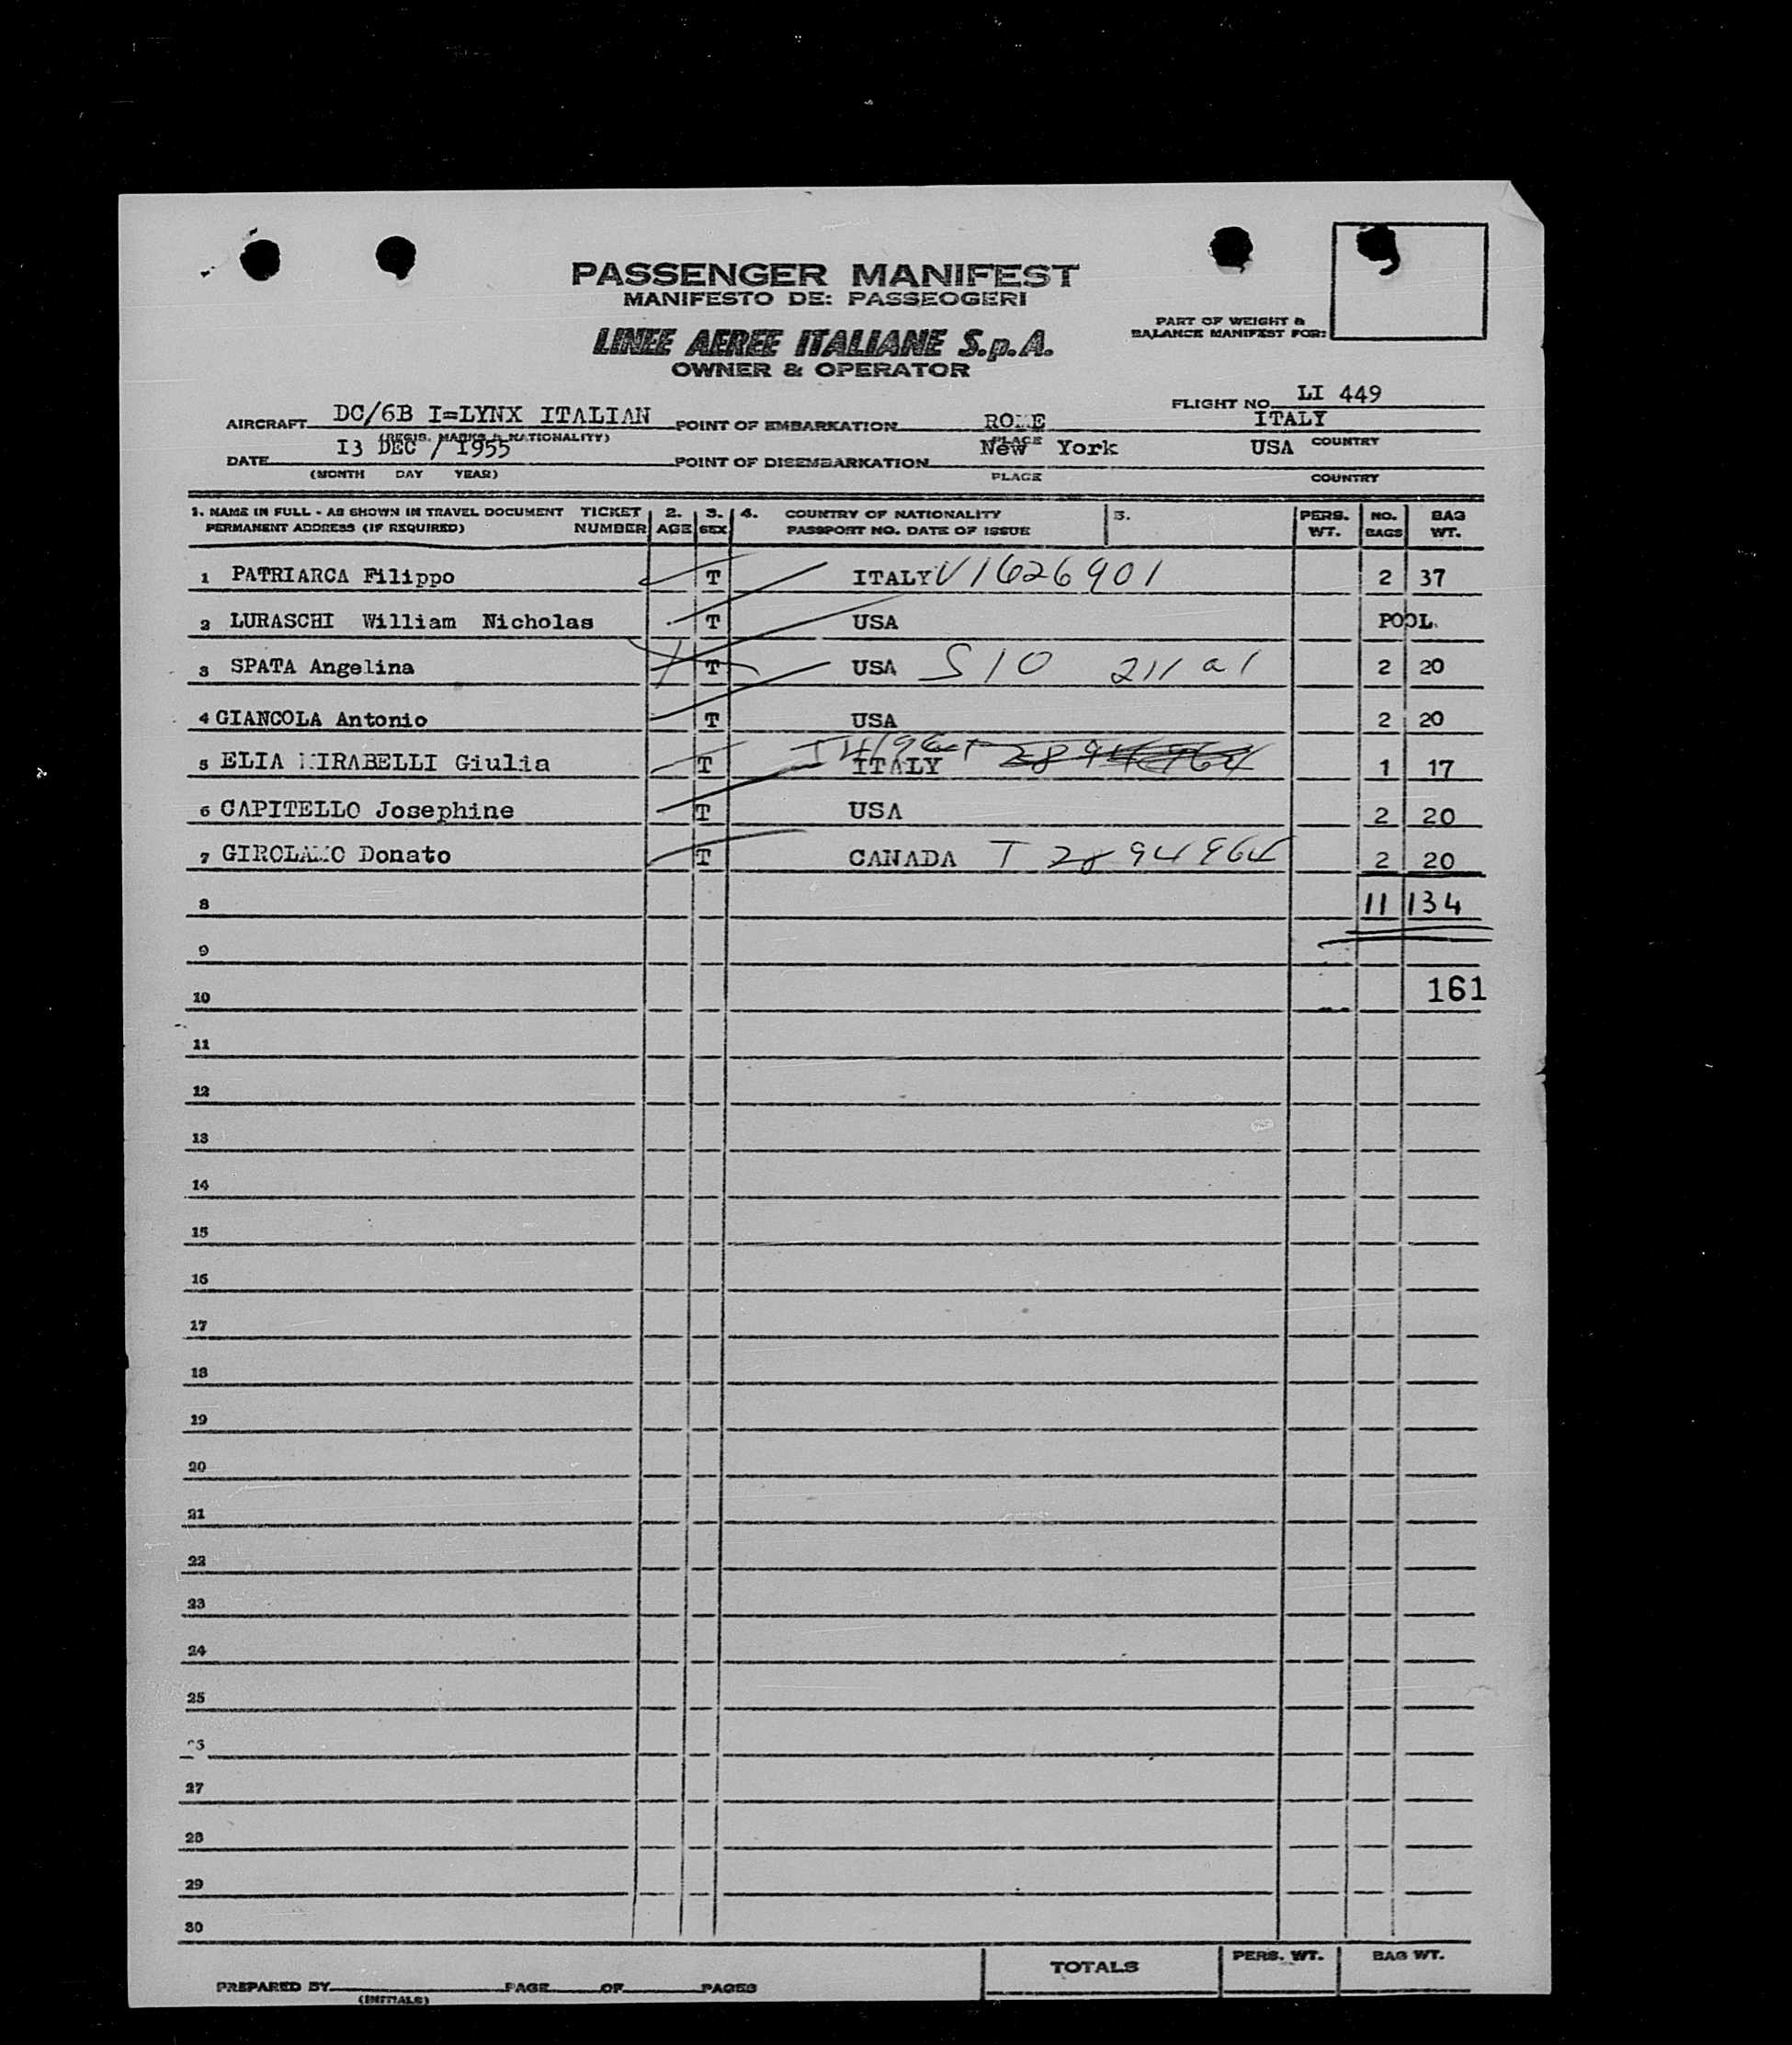 PASSENGER MANIFEST
MANIFESTO DE: PASSEOGERI
LINEE AEREE ITALIANE S.p.A.
OWNER & OPERATOR
PART OF WEIGHT &
BALANCE MANIFEST FOR:
FLIGHT NO. LI 449
AIRCRAFT DC/6B I=LYNX ITALIAN POINT OF EMBARKATION ROME ITALY
(REGIS. MARKS & NATIONALITY) PLACE COUNTRY
DATE I3 DEC / 1955 POINT OF DISEMBARKATION New York USA
(MONTH DAY YEAR) PLACE COUNTRY
1. NAME IN FULL - AS SHOWN IN TRAVEL DOCUMENT TICKET 2. 3. 4. COUNTRY OF NATIONALITY 5. PERS. NO. BAG
PERMANENT ADDRESS (IF REQUIRED) NUMBER AGE SEX PASSPORT NO. DATE OF ISSUE WT. BAGS WT.
1 PATRIARCA Filippo T ITALY V1626901 2 37
2 LURASCHI William Nicholas T USA POOL.
3 SPATA Angelina T USA S10 211 a 1 2 20
4 GIANCOLA Antonio T USA 2 20
5 ELIA MIRABELLI Giulia T ITALY 1 17
6 CAPITELLO Josephine T USA 2 20
7 GIROLAMO Donato T CANADA T 2894964 2 20
8 11 134
9
10 161
11
12
13
14
15
16
17
18
19
20
21
22
23
24
25
27
28
29
30
TOTALS PERS. WT. BAG WT.
PREPARED BY PAGE OF PAGES
(INITIALS)